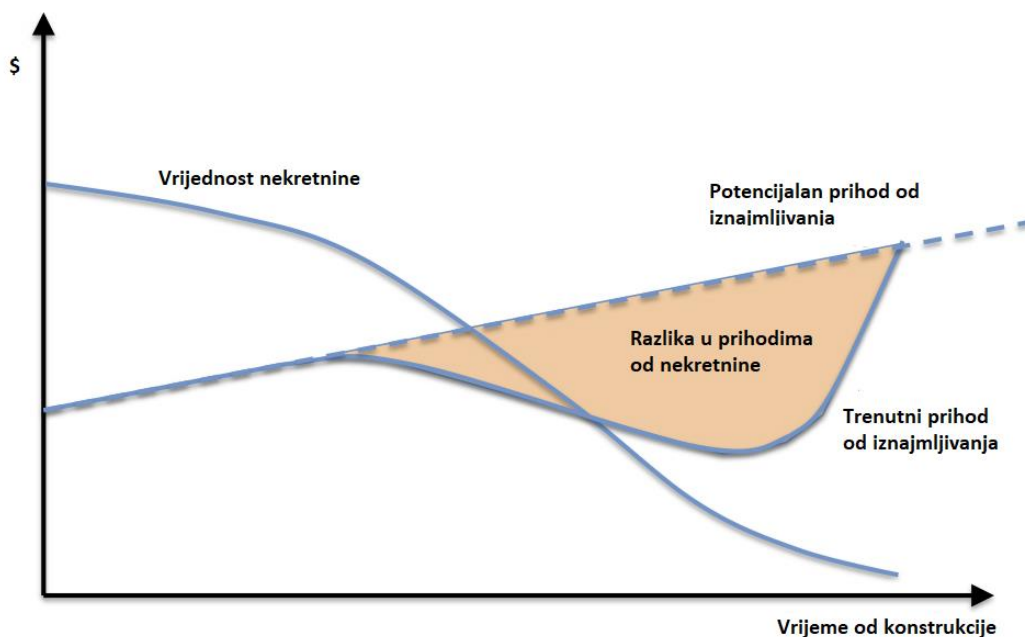 $
Vrijednost nekretnine
Potencijalan prihod od
iznajmljivanja
Razlika u prihodima
od nekretnine
Trenutni prihod
od iznajmljivanja
Vrijeme od konstrukcije